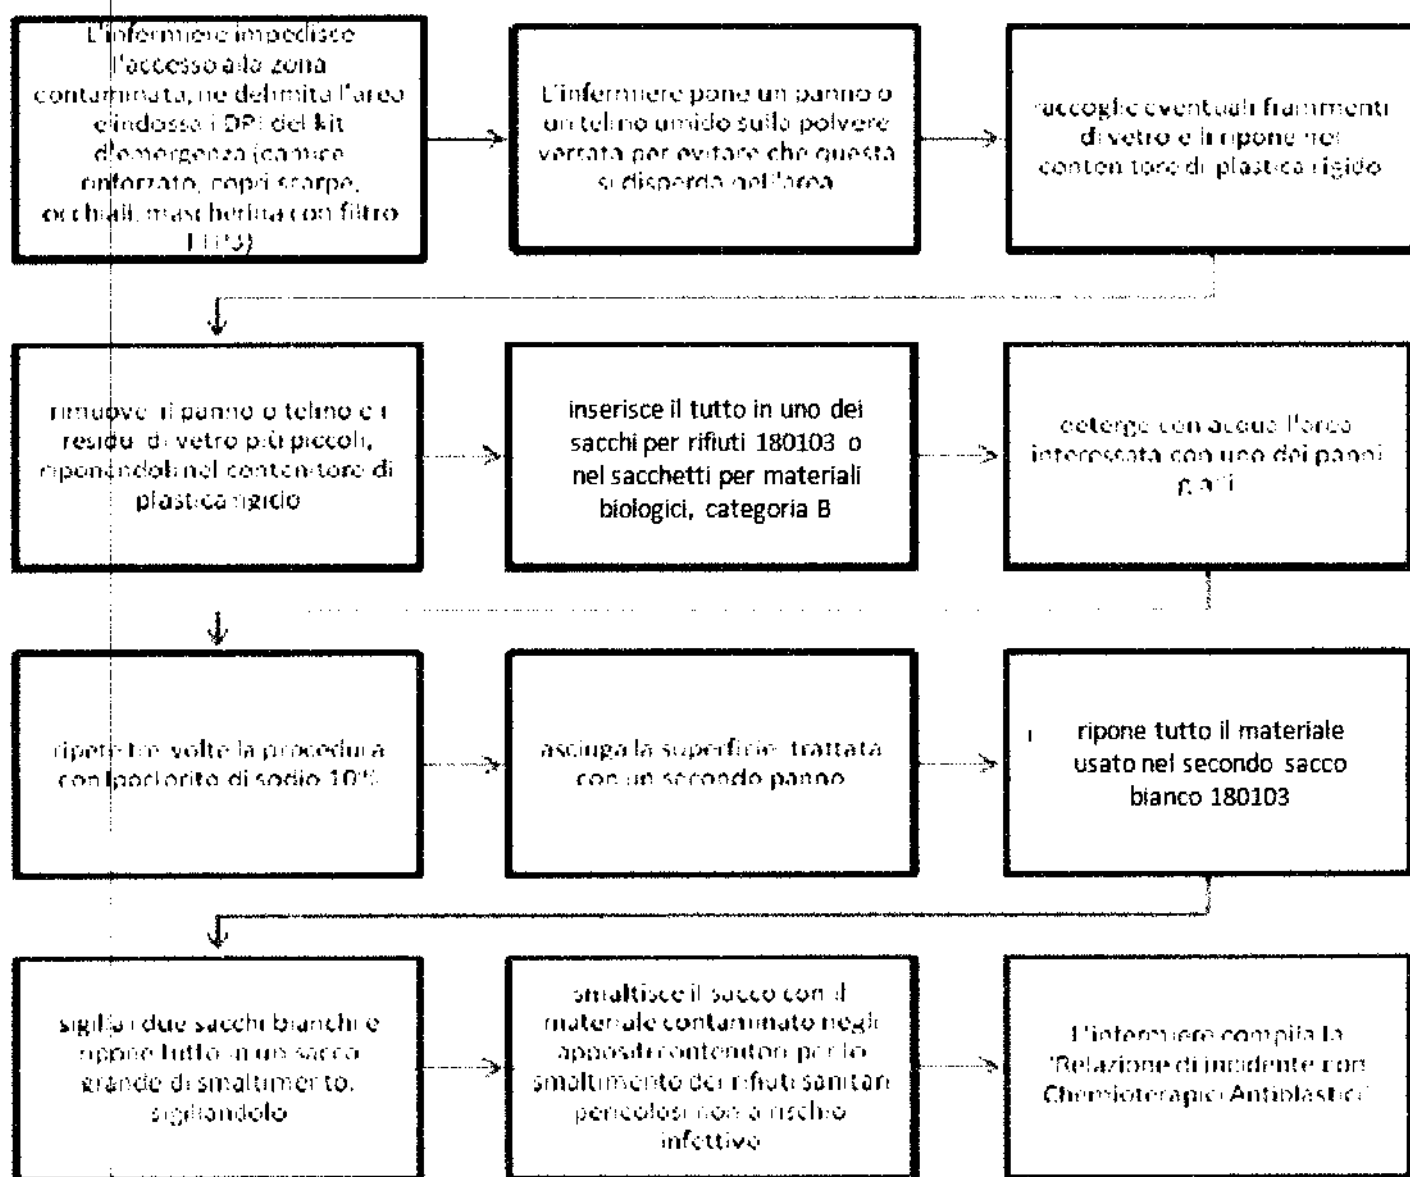 L'infermiere impedisce
l'accesso alla zona
contaminata, ne delimita l'area
e indossa i DPI del kit
d'emergenza (camice
rinforzato, copri scarpe,
occhiali, mascherina con filtro
FFP3)
L'infermiere pone un panno o
un telino umido sulla polvere
versata per evitare che questa
si disperda nell'area
raccoglie eventuali frammenti
di vetro e li ripone nel
contenitore di plastica rigido
rimuove il panno o telino e i
residui di vetro più piccoli,
riponendoli nel contenitore di
plastica rigido
inserisce il tutto in uno dei
sacchi per rifiuti 180103 o
nel sacchetti per materiali
biologici, categoria B
deterge con acqua l'area
interessata con uno dei panni
ripete tre volte la procedura
con Ipoclorito di sodio 10%
asciuga la superficie trattata
con un secondo panno
ripone tutto il materiale
usato nel secondo sacco
bianco 180103
sigilla i due sacchi bianchi e
ripone tutto in un sacco
grande di smaltimento,
sigillandolo
smaltisce il sacco con il
materiale contaminato negli
appositi contenitori per lo
smaltimento dei rifiuti sanitari
pericolosi non a rischio
infettivo
L'infermiere compila la
"Relazione di incidente con
Chemioterapici Antiblastici"